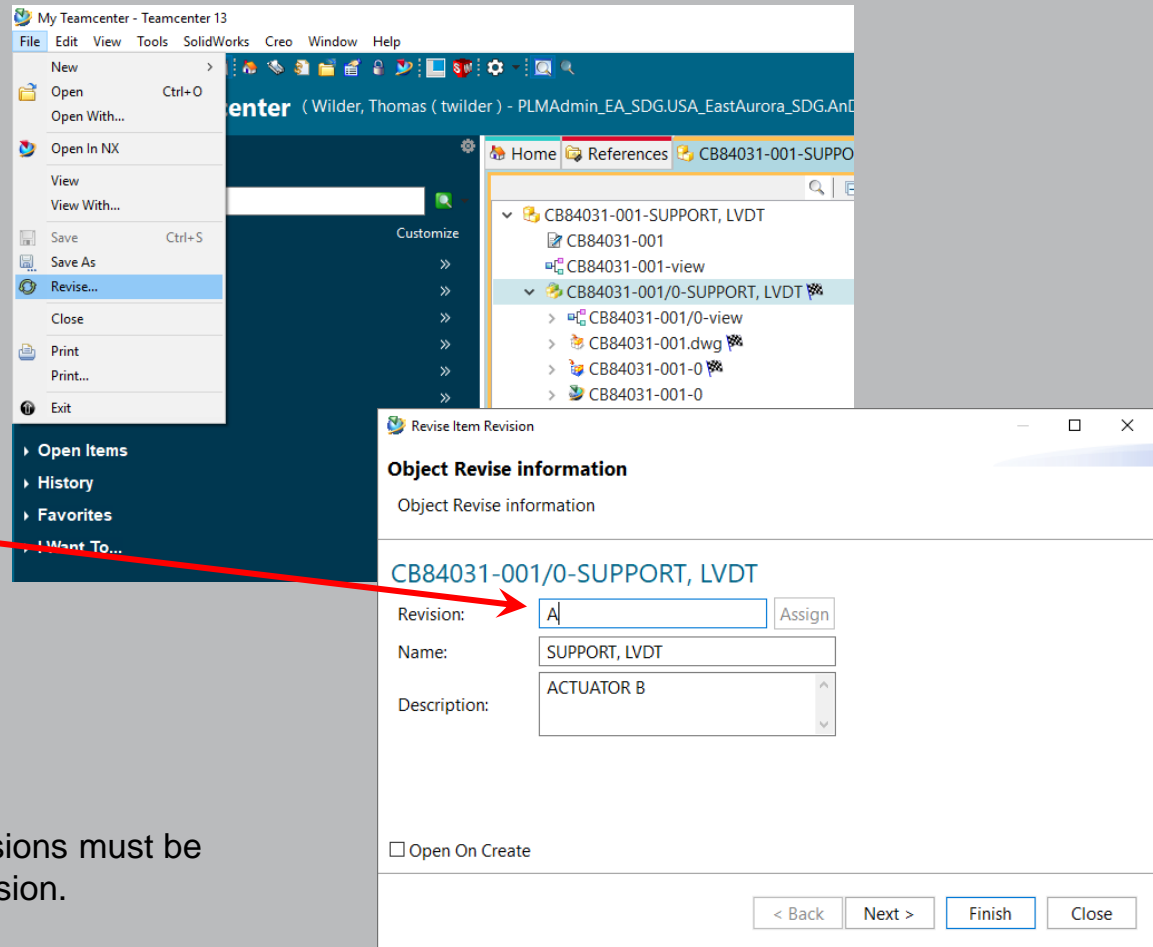 My Teamcenter - Teamcenter 13
File Edit View Tools SolidWorks Creo Window Help
New
Open Ctrl+O
Open With...
Open In NX
View
View With...
Save Ctrl+S
Save As
Revise...
Close
Print
Print...
Exit
enter ( Wilder, Thomas ( twilder ) - PLMAdmin_EA_SDG.USA_EastAurora_SDG.AnD
Customize
Open Items
History
Favorites
I Want To...
Home References CB84031-001-SUPPO
CB84031-001-SUPPORT, LVDT
CB84031-001
CB84031-001-view
CB84031-001/0-SUPPORT, LVDT
CB84031-001/0-view
CB84031-001.dwg
CB84031-001-0
CB84031-001-0
Revise Item Revision
Object Revise information
Object Revise information
CB84031-001/0-SUPPORT, LVDT
Revision: A Assign
Name: SUPPORT, LVDT
Description: ACTUATOR B
Open On Create
< Back Next > Finish Close
sions must be
sion.